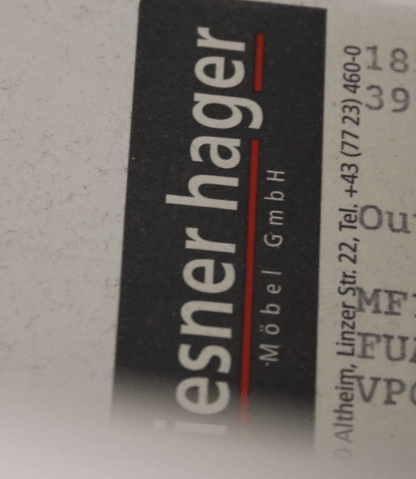 iesner hager
Möbel GmbH
0 Altheim, Linzer Str. 22, Tel. +43 (77 23) 460-0
18
39
Ou
MF
FU
VP